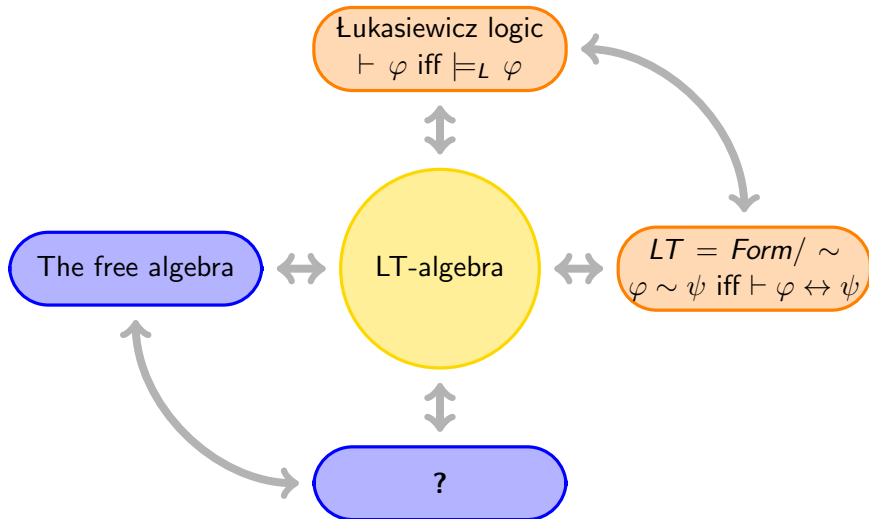 Łukasiewicz logic
⊢ φ iff ⊨_L φ
The free algebra
LT-algebra
LT = Form/ ∼
φ ∼ ψ iff ⊢ φ ↔ ψ
?